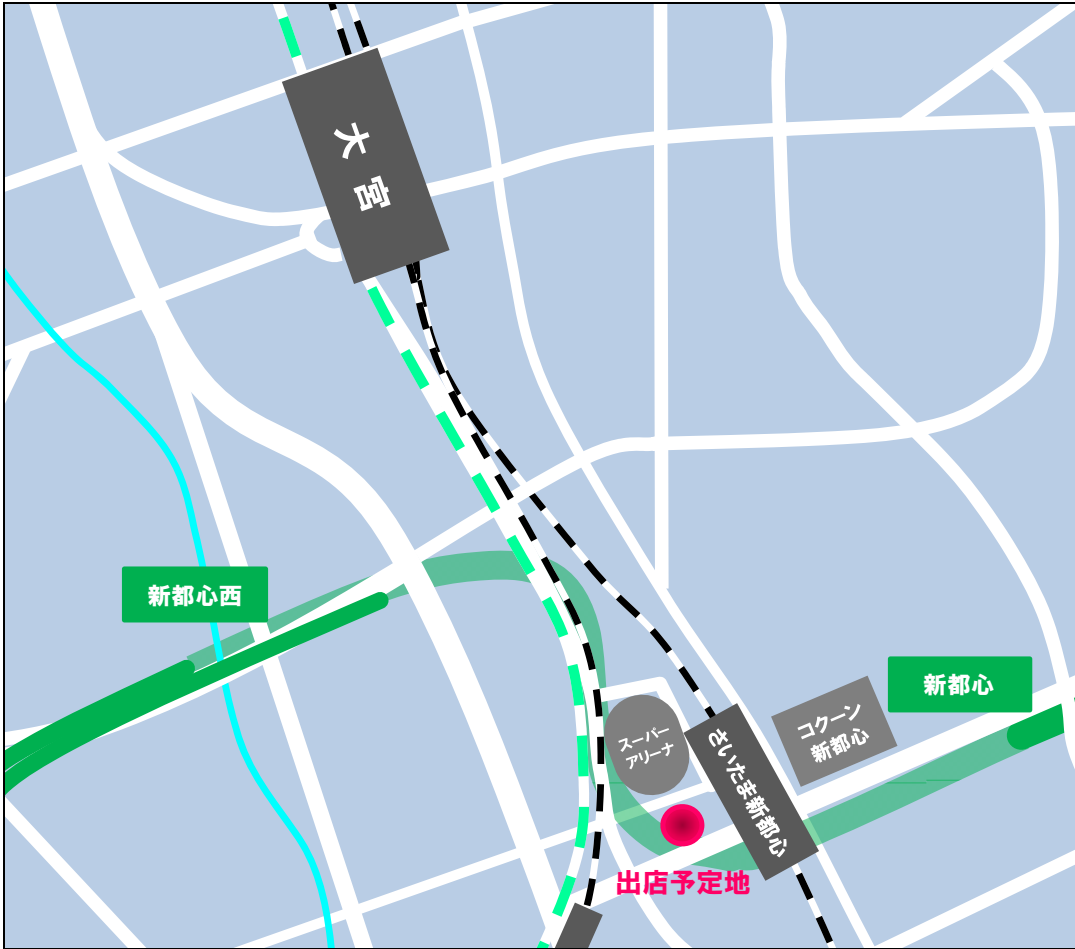 大宮
新都心西
新都心
コクーン
新都心
スーパー
アリーナ
さいたま新都心
出店予定地